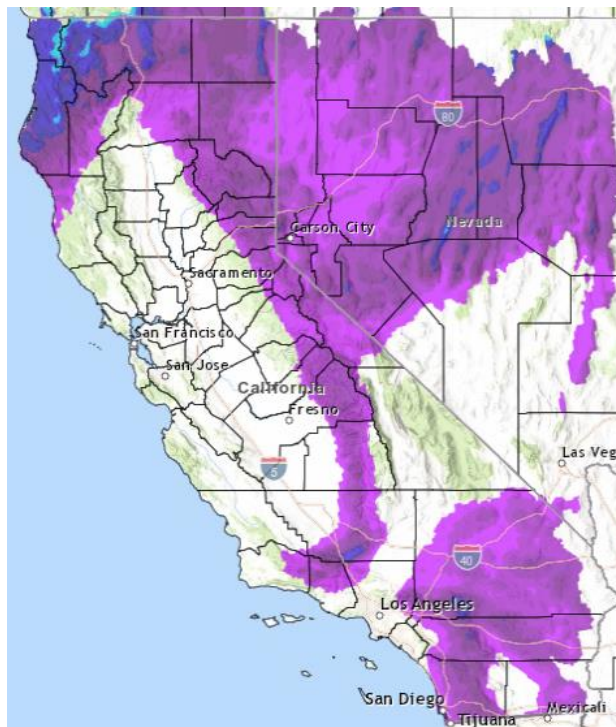 80
Nevada
Carson City
Sacramento
San Francisco
San Jose
California
Fresno
5
Las Veg
40
Los Angeles
San Diego
Tijuana
Mexicali